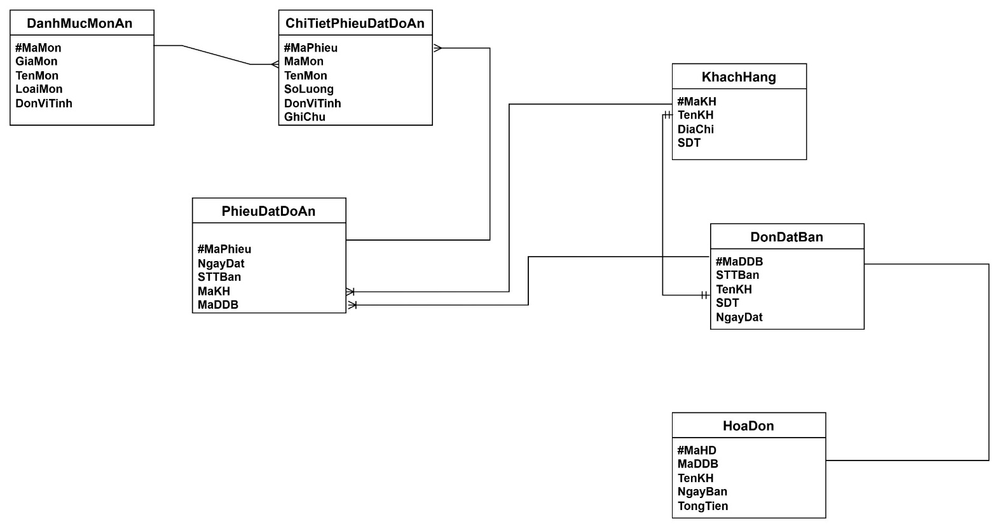 DanhMucMonAn
#MaMon
GiaMon
TenMon
LoaiMon
DonViTinh
ChiTietPhieuDatDoAn
#MaPhieu
MaMon
TenMon
SoLuong
DonViTinh
GhiChu
KhachHang
#MaKH
TenKH
DiaChi
SDT
PhieuDatDoAn
#MaPhieu
NgayDat
STTBan
MaKH
MaDDB
DonDatBan
#MaDDB
STTBan
TenKH
SDT
NgayDat
HoaDon
#MaHD
MaDDB
TenKH
NgayBan
TongTien